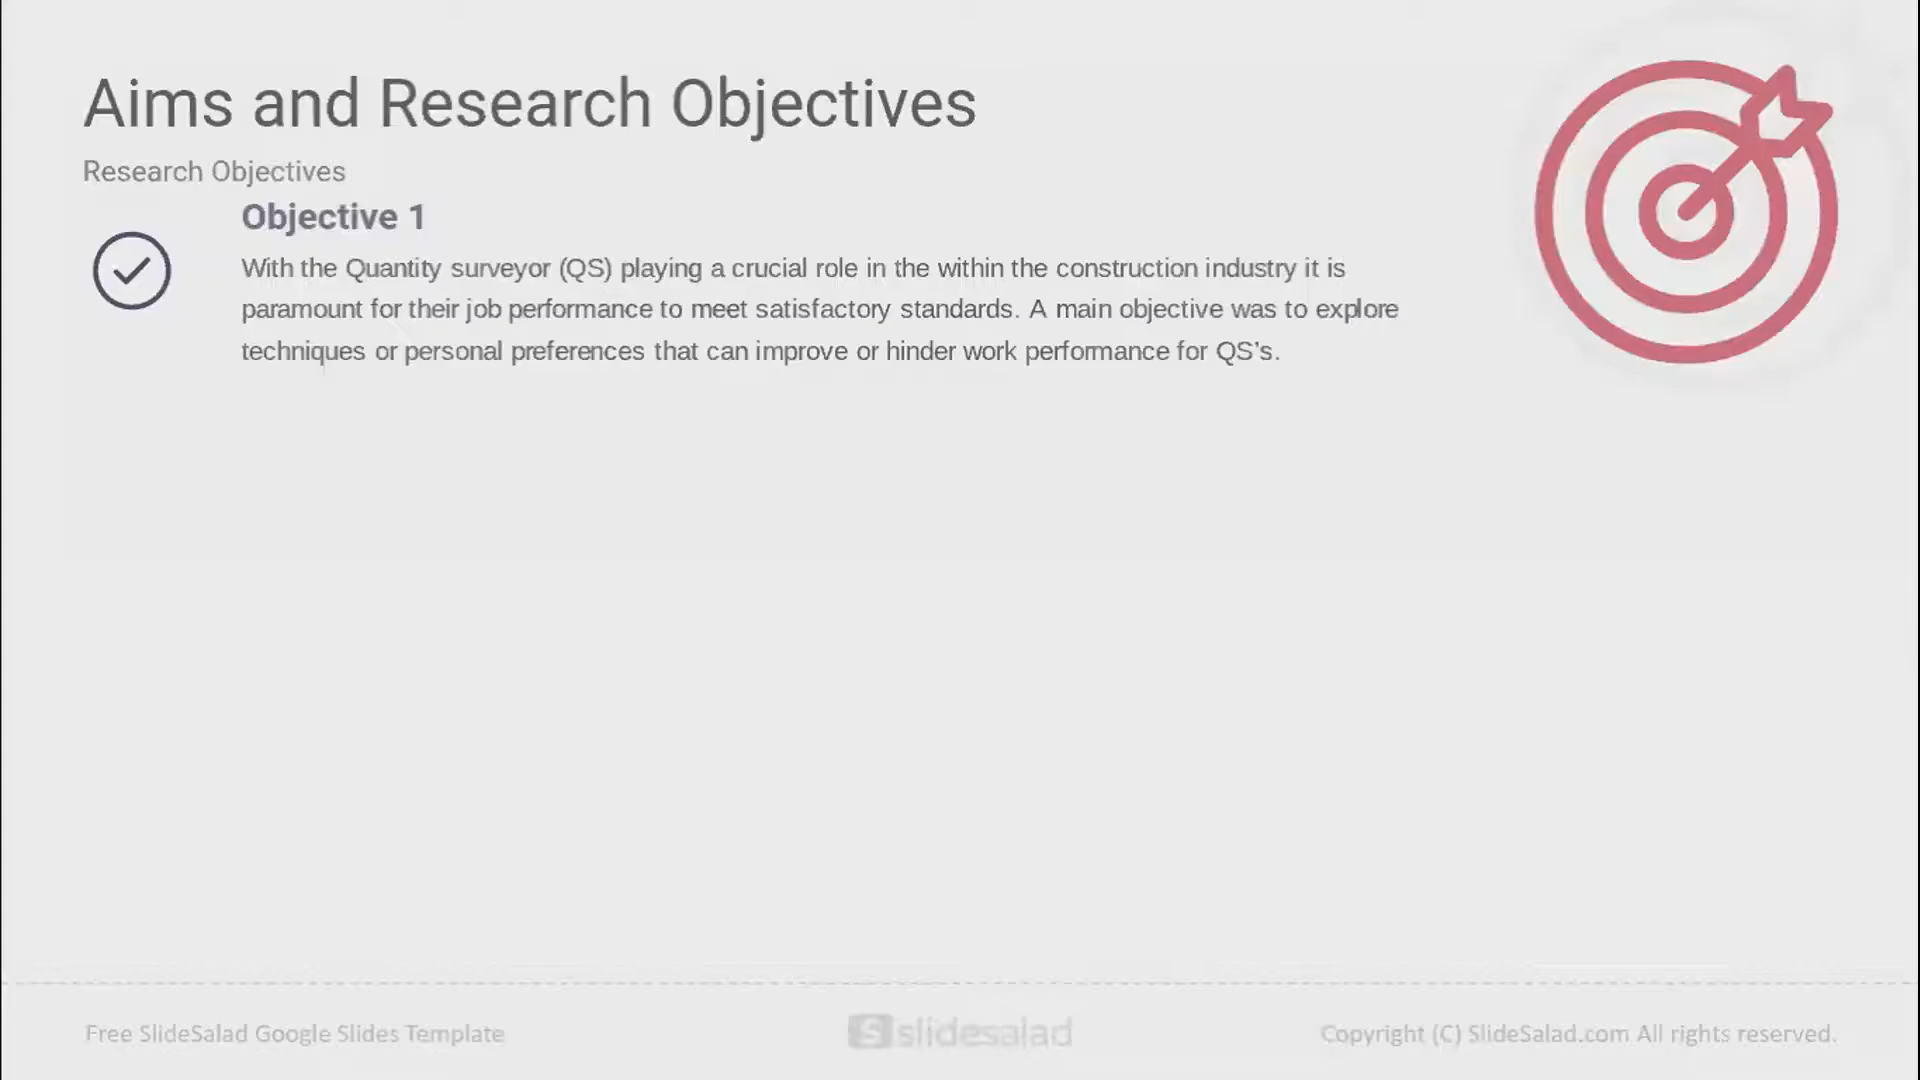 Aims and Research Objectives
Research Objectives
Objective 1
With the Quantity surveyor (QS) playing a crucial role in the within the construction industry it is
paramount for their job performance to meet satisfactory standards. A main objective was to explore
techniques or personal preferences that can improve or hinder work performance for QS’s.
Free SlideSalad Google Slides Template
S slidesalad
Copyright (C) SlideSalad.com All rights reserved.